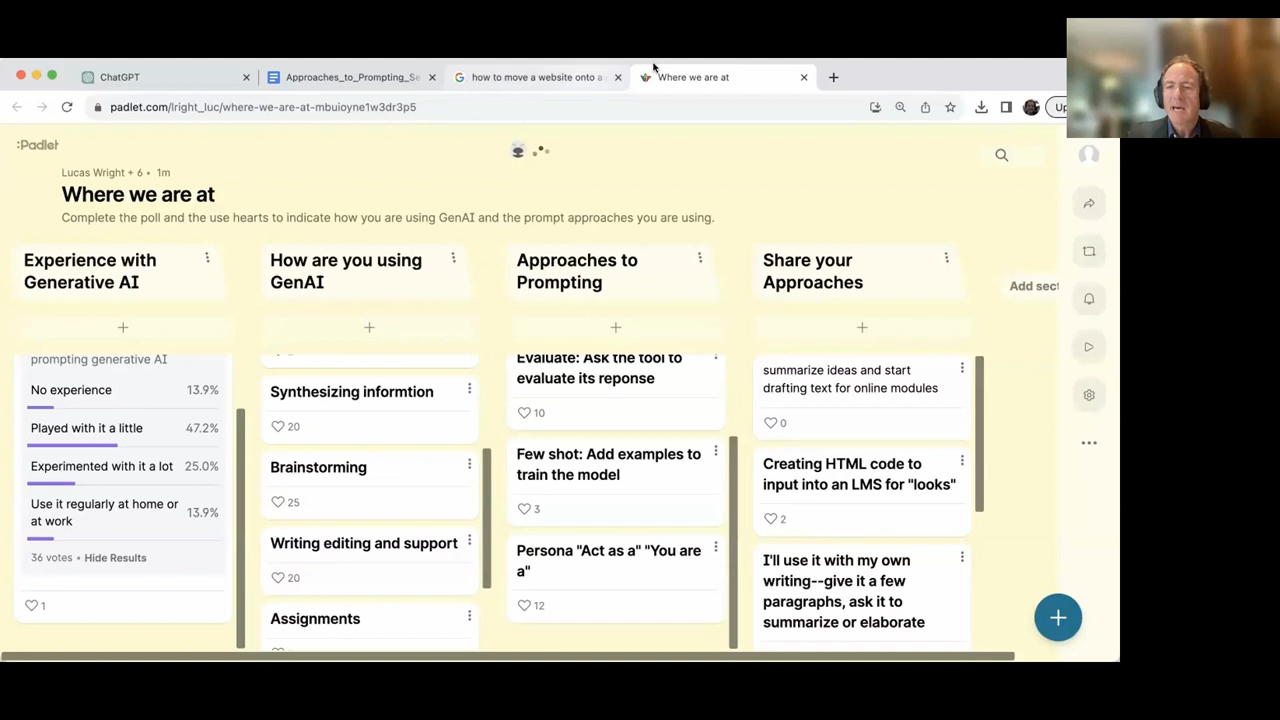 ChatGPT
Approaches_to_Prompting_Se
how to move a website onto a
Where we are at
padlet.com/lright_luc/where-we-are-at-mbuioyne1w3dr3p5
Up
:Padlet
Lucas Wright + 6 • 1m
Where we are at
Complete the poll and the use hearts to indicate how you are using GenAI and the prompt approaches you are using.
Experience with
Generative AI
prompting generative AI
No experience 13.9%
Played with it a little 47.2%
Experimented with it a lot 25.0%
Use it regularly at home or
at work 13.9%
36 votes • Hide Results
1
How are you using
GenAI
Synthesizing informtion
20
Brainstorming
25
Writing editing and support
20
Assignments
Approaches to
Prompting
Evaluate: Ask the tool to
evaluate its reponse
10
Few shot: Add examples to
train the model
3
Persona "Act as a" "You are
a"
12
Share your
Approaches
summarize ideas and start
drafting text for online modules
0
Creating HTML code to
input into an LMS for "looks"
2
I'll use it with my own
writing--give it a few
paragraphs, ask it to
summarize or elaborate
Add sect